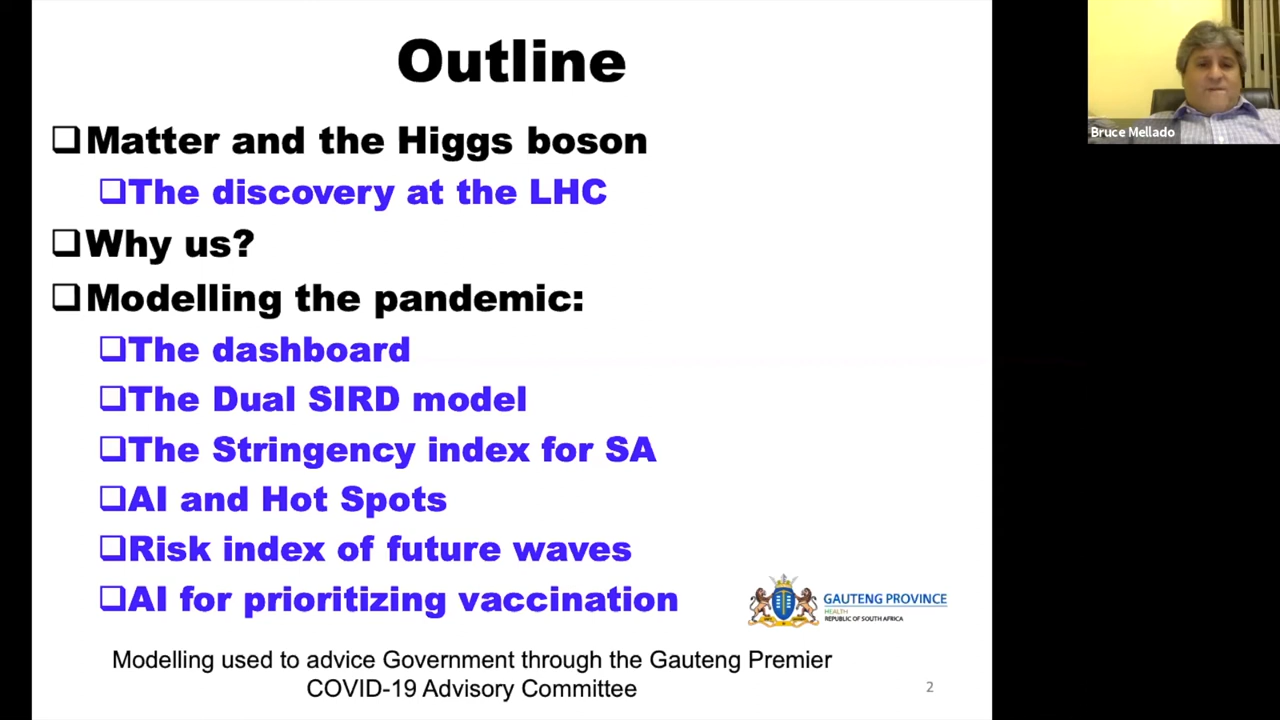 Outline
Matter and the Higgs boson
The discovery at the LHC
Why us?
Modelling the pandemic:
The dashboard
The Dual SIRD model
The Stringency index for SA
AI and Hot Spots
Risk index of future waves
AI for prioritizing vaccination
GAUTENG PROVINCE
HEALTH
REPUBLIC OF SOUTH AFRICA
Modelling used to advice Government through the Gauteng Premier
COVID-19 Advisory Committee
2
Bruce Mellado